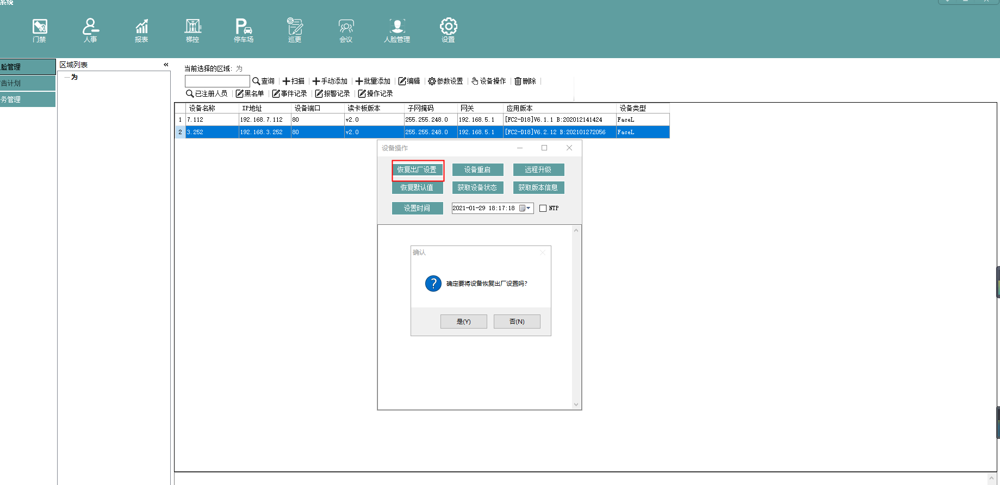 系统
门禁 人事 报表 梯控 停车场 巡更 会议 人脸管理 设置
脸管理
告计划
务管理
区域列表 «
为
当前选择的区域: 为
查询 扫描 手动添加 批量添加 编辑 参数设置 设备操作 删除
已注册人员 黑名单 事件记录 报警记录 操作记录
设备名称 IP地址 设备端口 读卡板版本 子网掩码 网关 应用版本 设备类型
1 7.112 192.168.7.112 80 v2.0 255.255.248.0 192.168.5.1 [FC2-D18]V6.1.1 B:202012141424 FaceL
2 3.252 192.168.3.252 80 v2.0 255.255.248.0 192.168.5.1 [FC2-D18]V6.2.12 B:202101272056 FaceL
设备操作
恢复出厂设置 设备重启 远程升级
恢复默认值 获取设备状态 获取版本信息
设置时间 2021-01-29 18:17:18 NTP
确认
? 确定要将设备恢复出厂设置吗?
是(Y) 否(N)